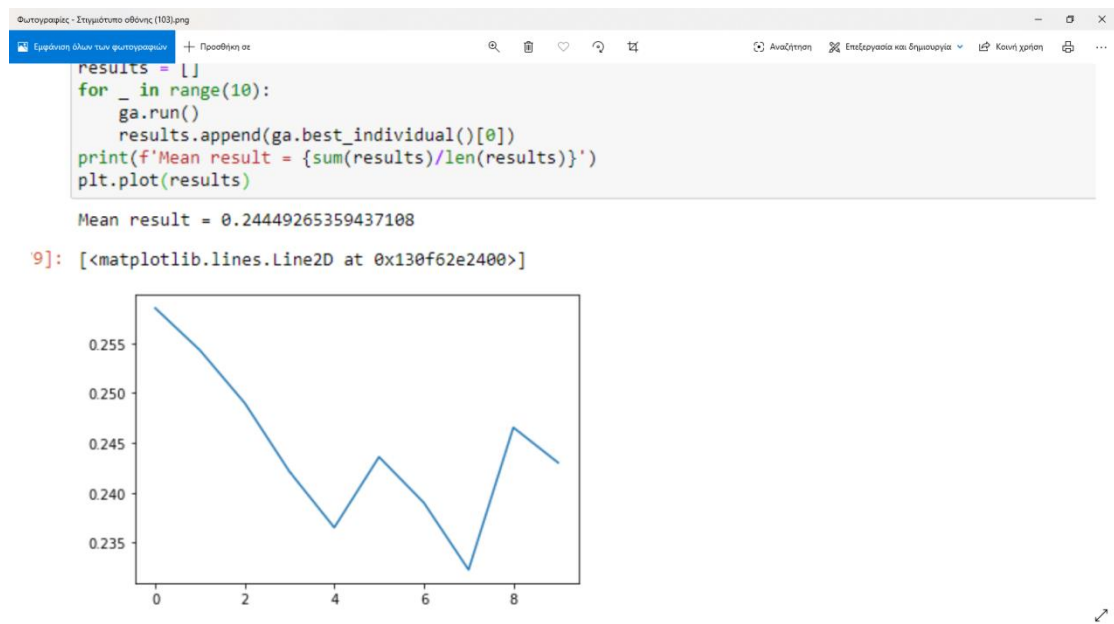 Φωτογραφίες - Στιγμιότυπο οθόνης (103).png
Εμφάνιση όλων των φωτογραφιών
Προσθήκη σε
Αναζήτηση
Επεξεργασία και δημιουργία
Κοινή χρήση
results = []
for _ in range(10):
    ga.run()
    results.append(ga.best_individual()[0])
print(f'Mean result = {sum(results)/len(results)}')
plt.plot(results)
Mean result = 0.24449265359437108
9]: [<matplotlib.lines.Line2D at 0x130f62e2400>]
0.255
0.250
0.245
0.240
0.235
0 2 4 6 8